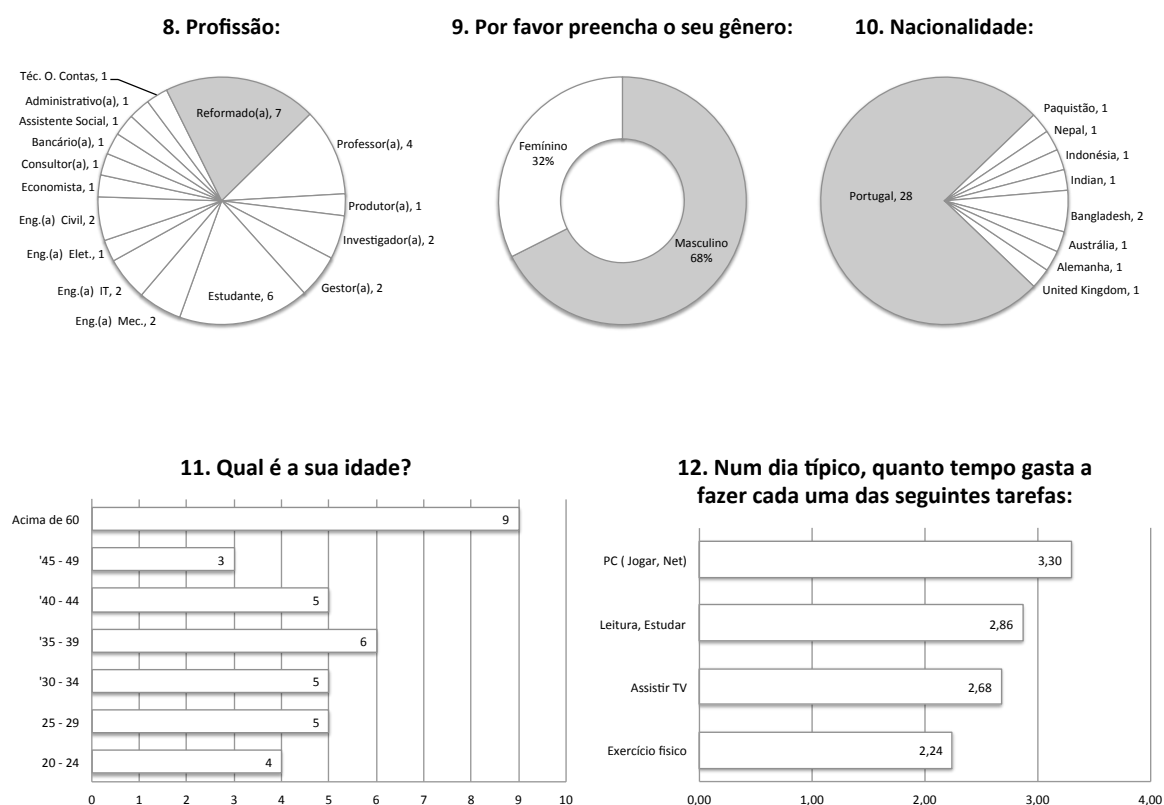 8. Profissão:
Téc. O. Contas, 1
Administrativo(a), 1
Assistente Social, 1
Bancário(a), 1
Consultor(a), 1
Economista, 1
Eng.(a) Civil, 2
Eng.(a) Elet., 1
Eng.(a) IT, 2
Eng.(a) Mec., 2
Estudante, 6
Gestor(a), 2
Investigador(a), 2
Produtor(a), 1
Professor(a), 4
Reformado(a), 7
9. Por favor preencha o seu gênero:
Femínino
32%
Masculino
68%
10. Nacionalidade:
Portugal, 28
Paquistão, 1
Nepal, 1
Indonésia, 1
Indian, 1
Bangladesh, 2
Austrália, 1
Alemanha, 1
United Kingdom, 1
11. Qual é a sua idade?
Acima de 60 9
'45 - 49 3
'40 - 44 5
'35 - 39 6
'30 - 34 5
25 - 29 5
20 - 24 4
0 1 2 3 4 5 6 7 8 9 10
12. Num dia típico, quanto tempo gasta a
fazer cada uma das seguintes tarefas:
PC ( Jogar, Net) 3,30
Leitura, Estudar 2,86
Assistir TV 2,68
Exercício fisico 2,24
0,00 1,00 2,00 3,00 4,00